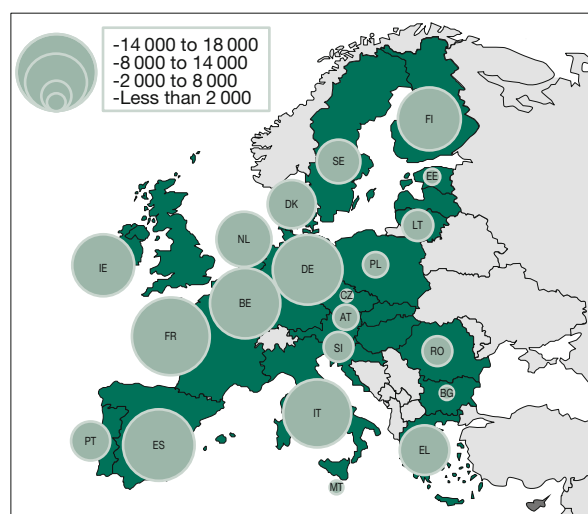 -14 000 to 18 000
-8 000 to 14 000
-2 000 to 8 000
-Less than 2 000
FI
SE
EE
DK
LT
NL
IE
DE
PL
BE
CZ
AT
FR
SI
RO
BG
IT
PT
ES
EL
MT